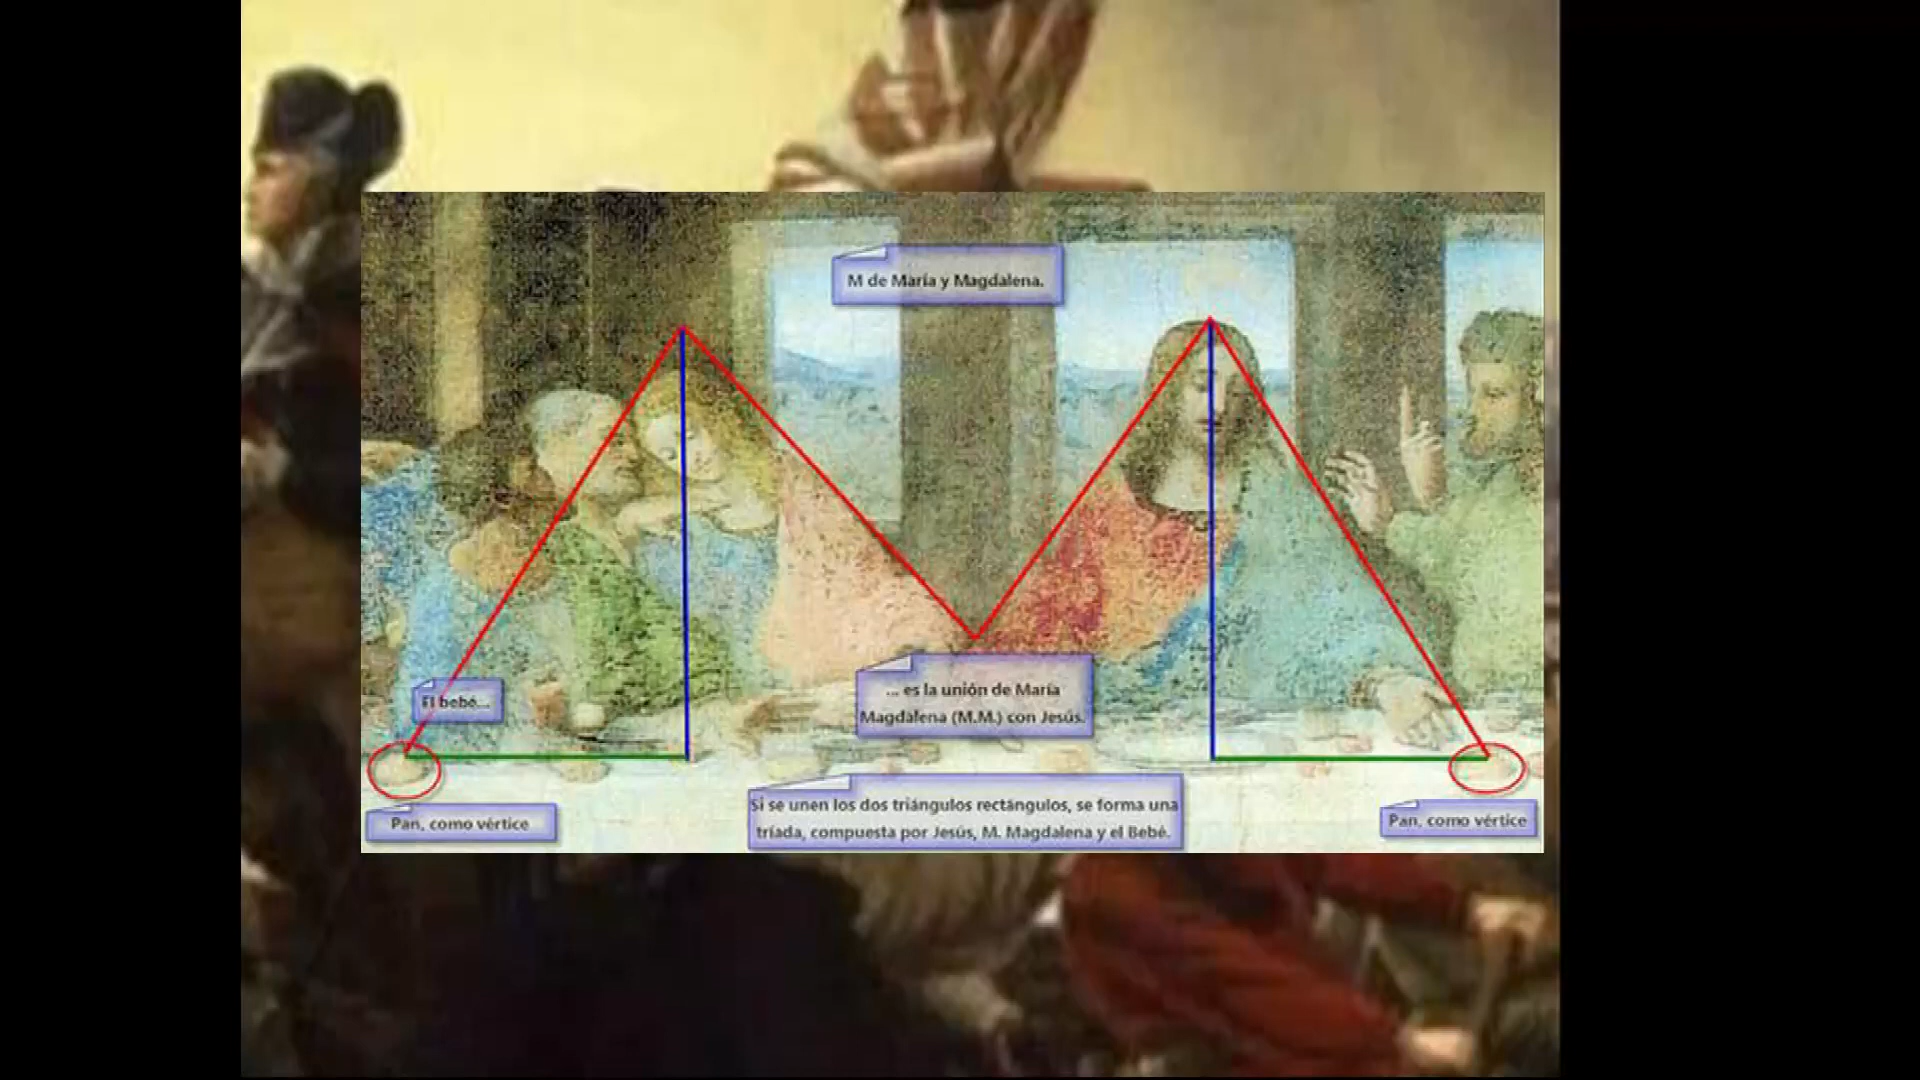 M de María y Magdalena.
El bebé...
... es la unión de María
Magdalena (M.M.) con Jesús.
Si se unen los dos triángulos rectángulos, se forma una
tríada, compuesta por Jesús, M. Magdalena y el Bebé.
Pan, como vértice
Pan, como vértice